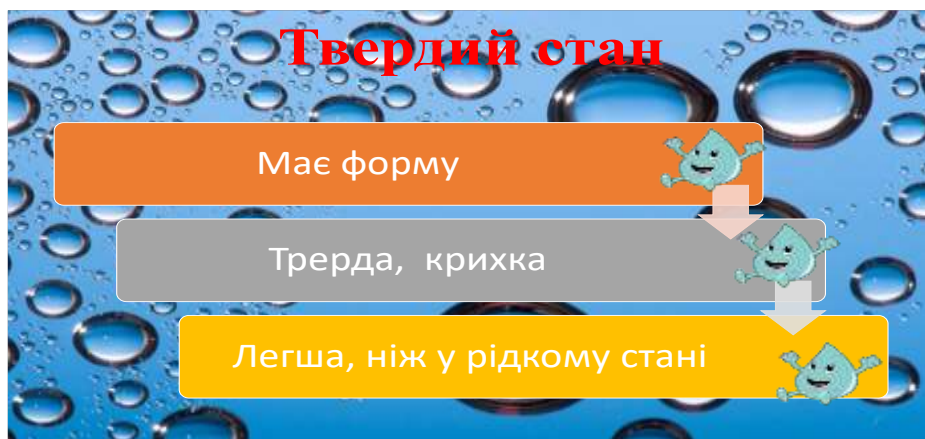 Твердий стан
Має форму
Трерда, крихка
Легша, ніж у рідкому стані